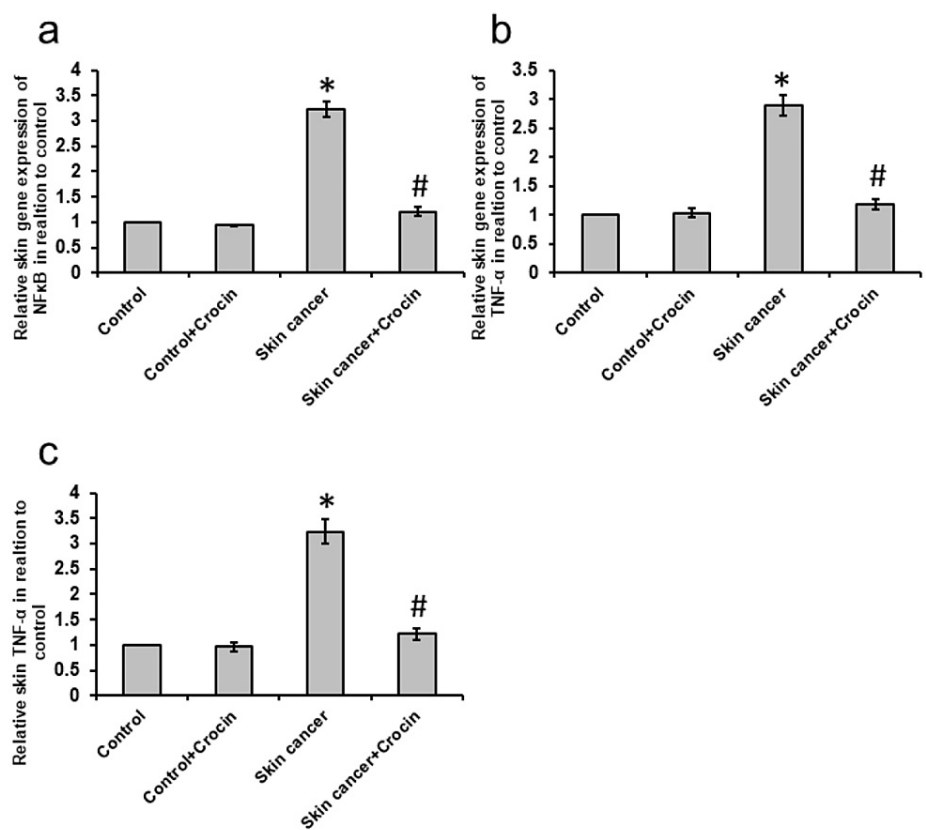 a
Relative skin gene expression of
NFκB in realtion to control
4
3.5
3
2.5
2
1.5
1
0.5
0
*
#
Control
Control+Crocin
Skin cancer
Skin cancer+Crocin
b
Relative skin gene expression of
TNF-α in realtion to control
3.5
3
2.5
2
1.5
1
0.5
0
*
#
Control
Control+Crocin
Skin cancer
Skin cancer+Crocin
c
Relative skin TNF-α in realtion to
control
4
3.5
3
2.5
2
1.5
1
0.5
0
*
#
Control
Control+Crocin
Skin cancer
Skin cancer+Crocin